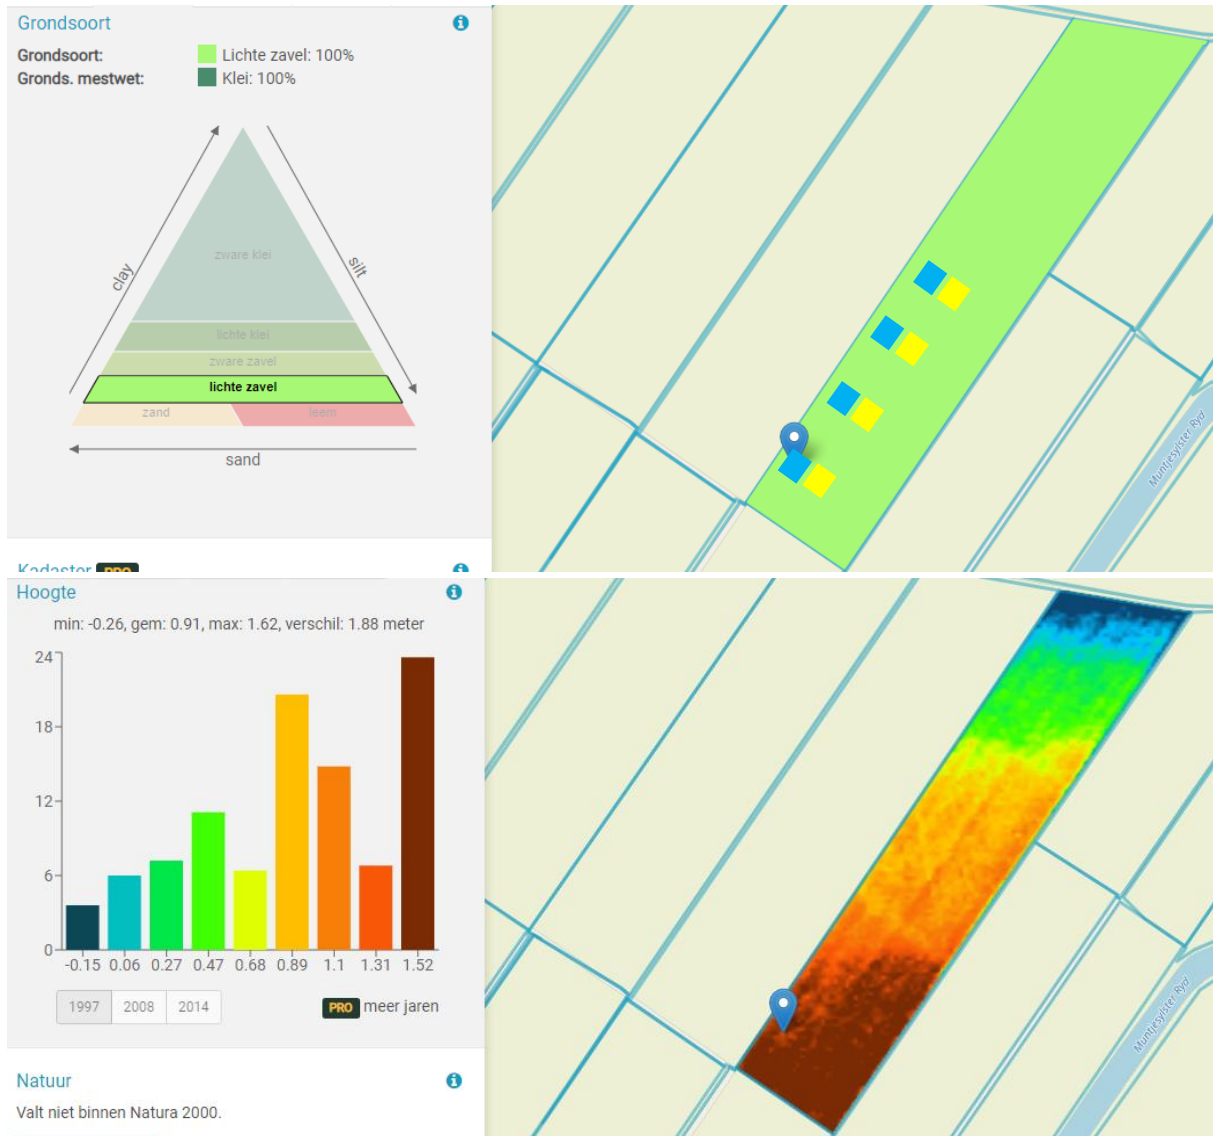 Grondsoort
Grondsoort: Lichte zavel: 100%
Gronds. mestwet: Klei: 100%
zware klei
clay
silt
lichte klei
zware zavel
lichte zavel
zand leem
sand
Kadaster PRO
Muntjesylster Ryd
Hoogte
min: -0.26, gem: 0.91, max: 1.62, verschil: 1.88 meter
24
18
12
6
0
-0.15 0.06 0.27 0.47 0.68 0.89 1.1 1.31 1.52
1997 2008 2014 PRO meer jaren
Natuur
Valt niet binnen Natura 2000.
Muntjesylster Ryd